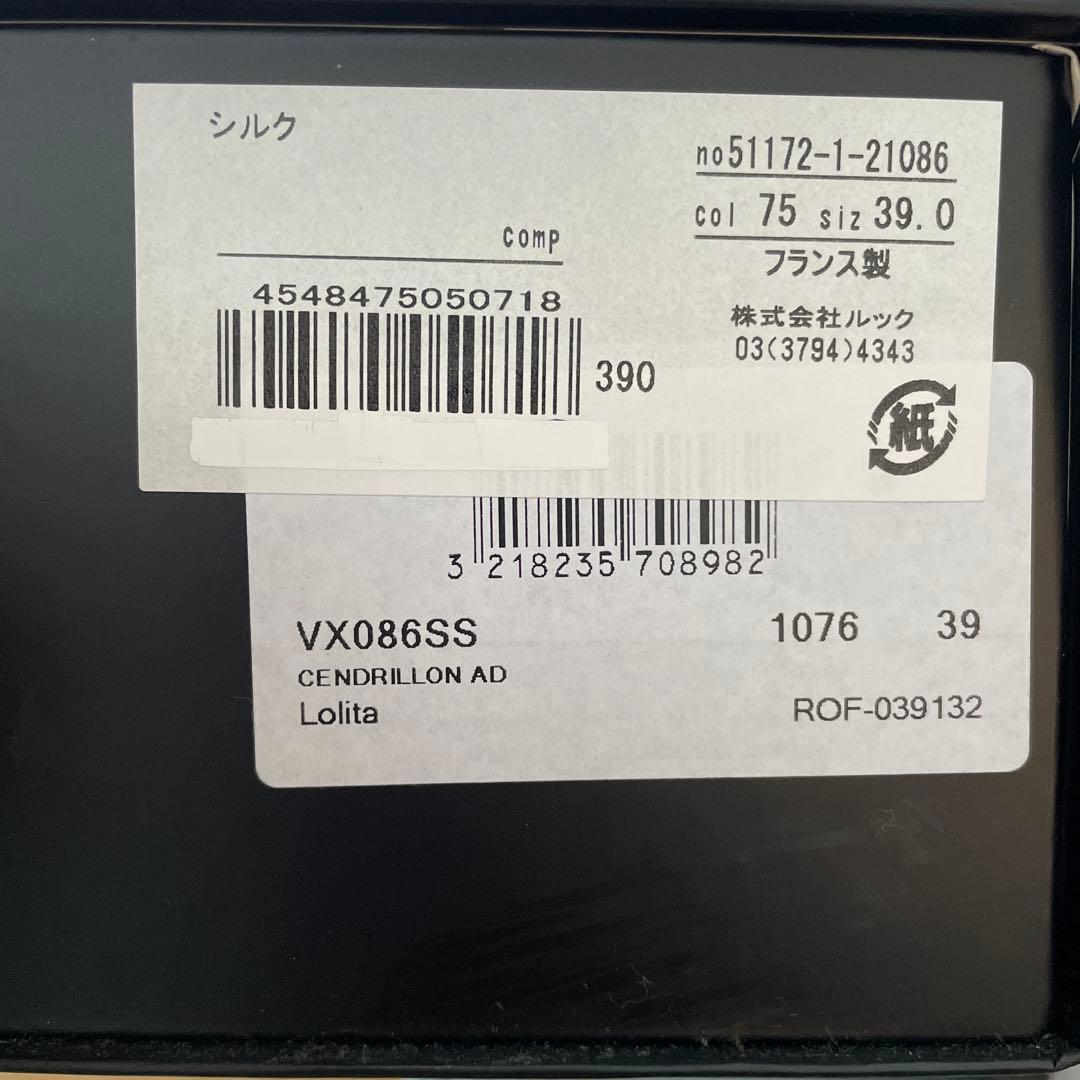 シルク
no51172-1-21086
col 75 siz 39.0
comp
フランス製
4548475050718
390
株式会社ルック
03(3794)4343
紙
3 218235 708982
VX086SS 1076 39
CENDRILLON AD
Lolita ROF-039132